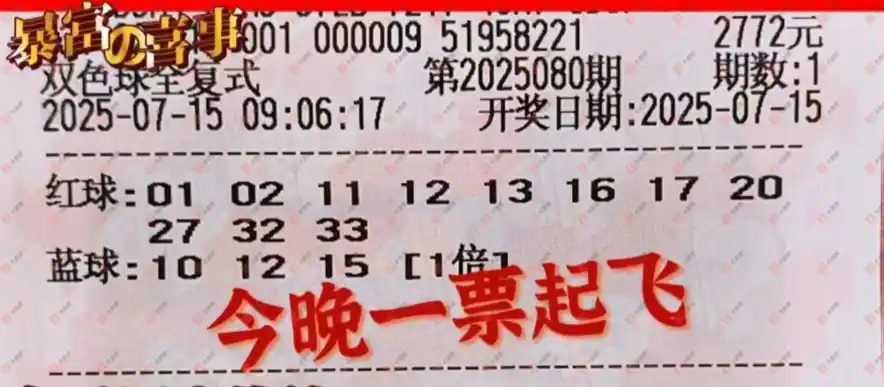 暴富の喜事
001 000009 51958221 2772元
双色球全复式 第2025080期 期数:1
2025-07-15 09:06:17 开奖日期:2025-07-15
红球:01 02 11 12 13 16 17 20
27 32 33
蓝球:10 12 15 [1倍]
今晚一票起飞